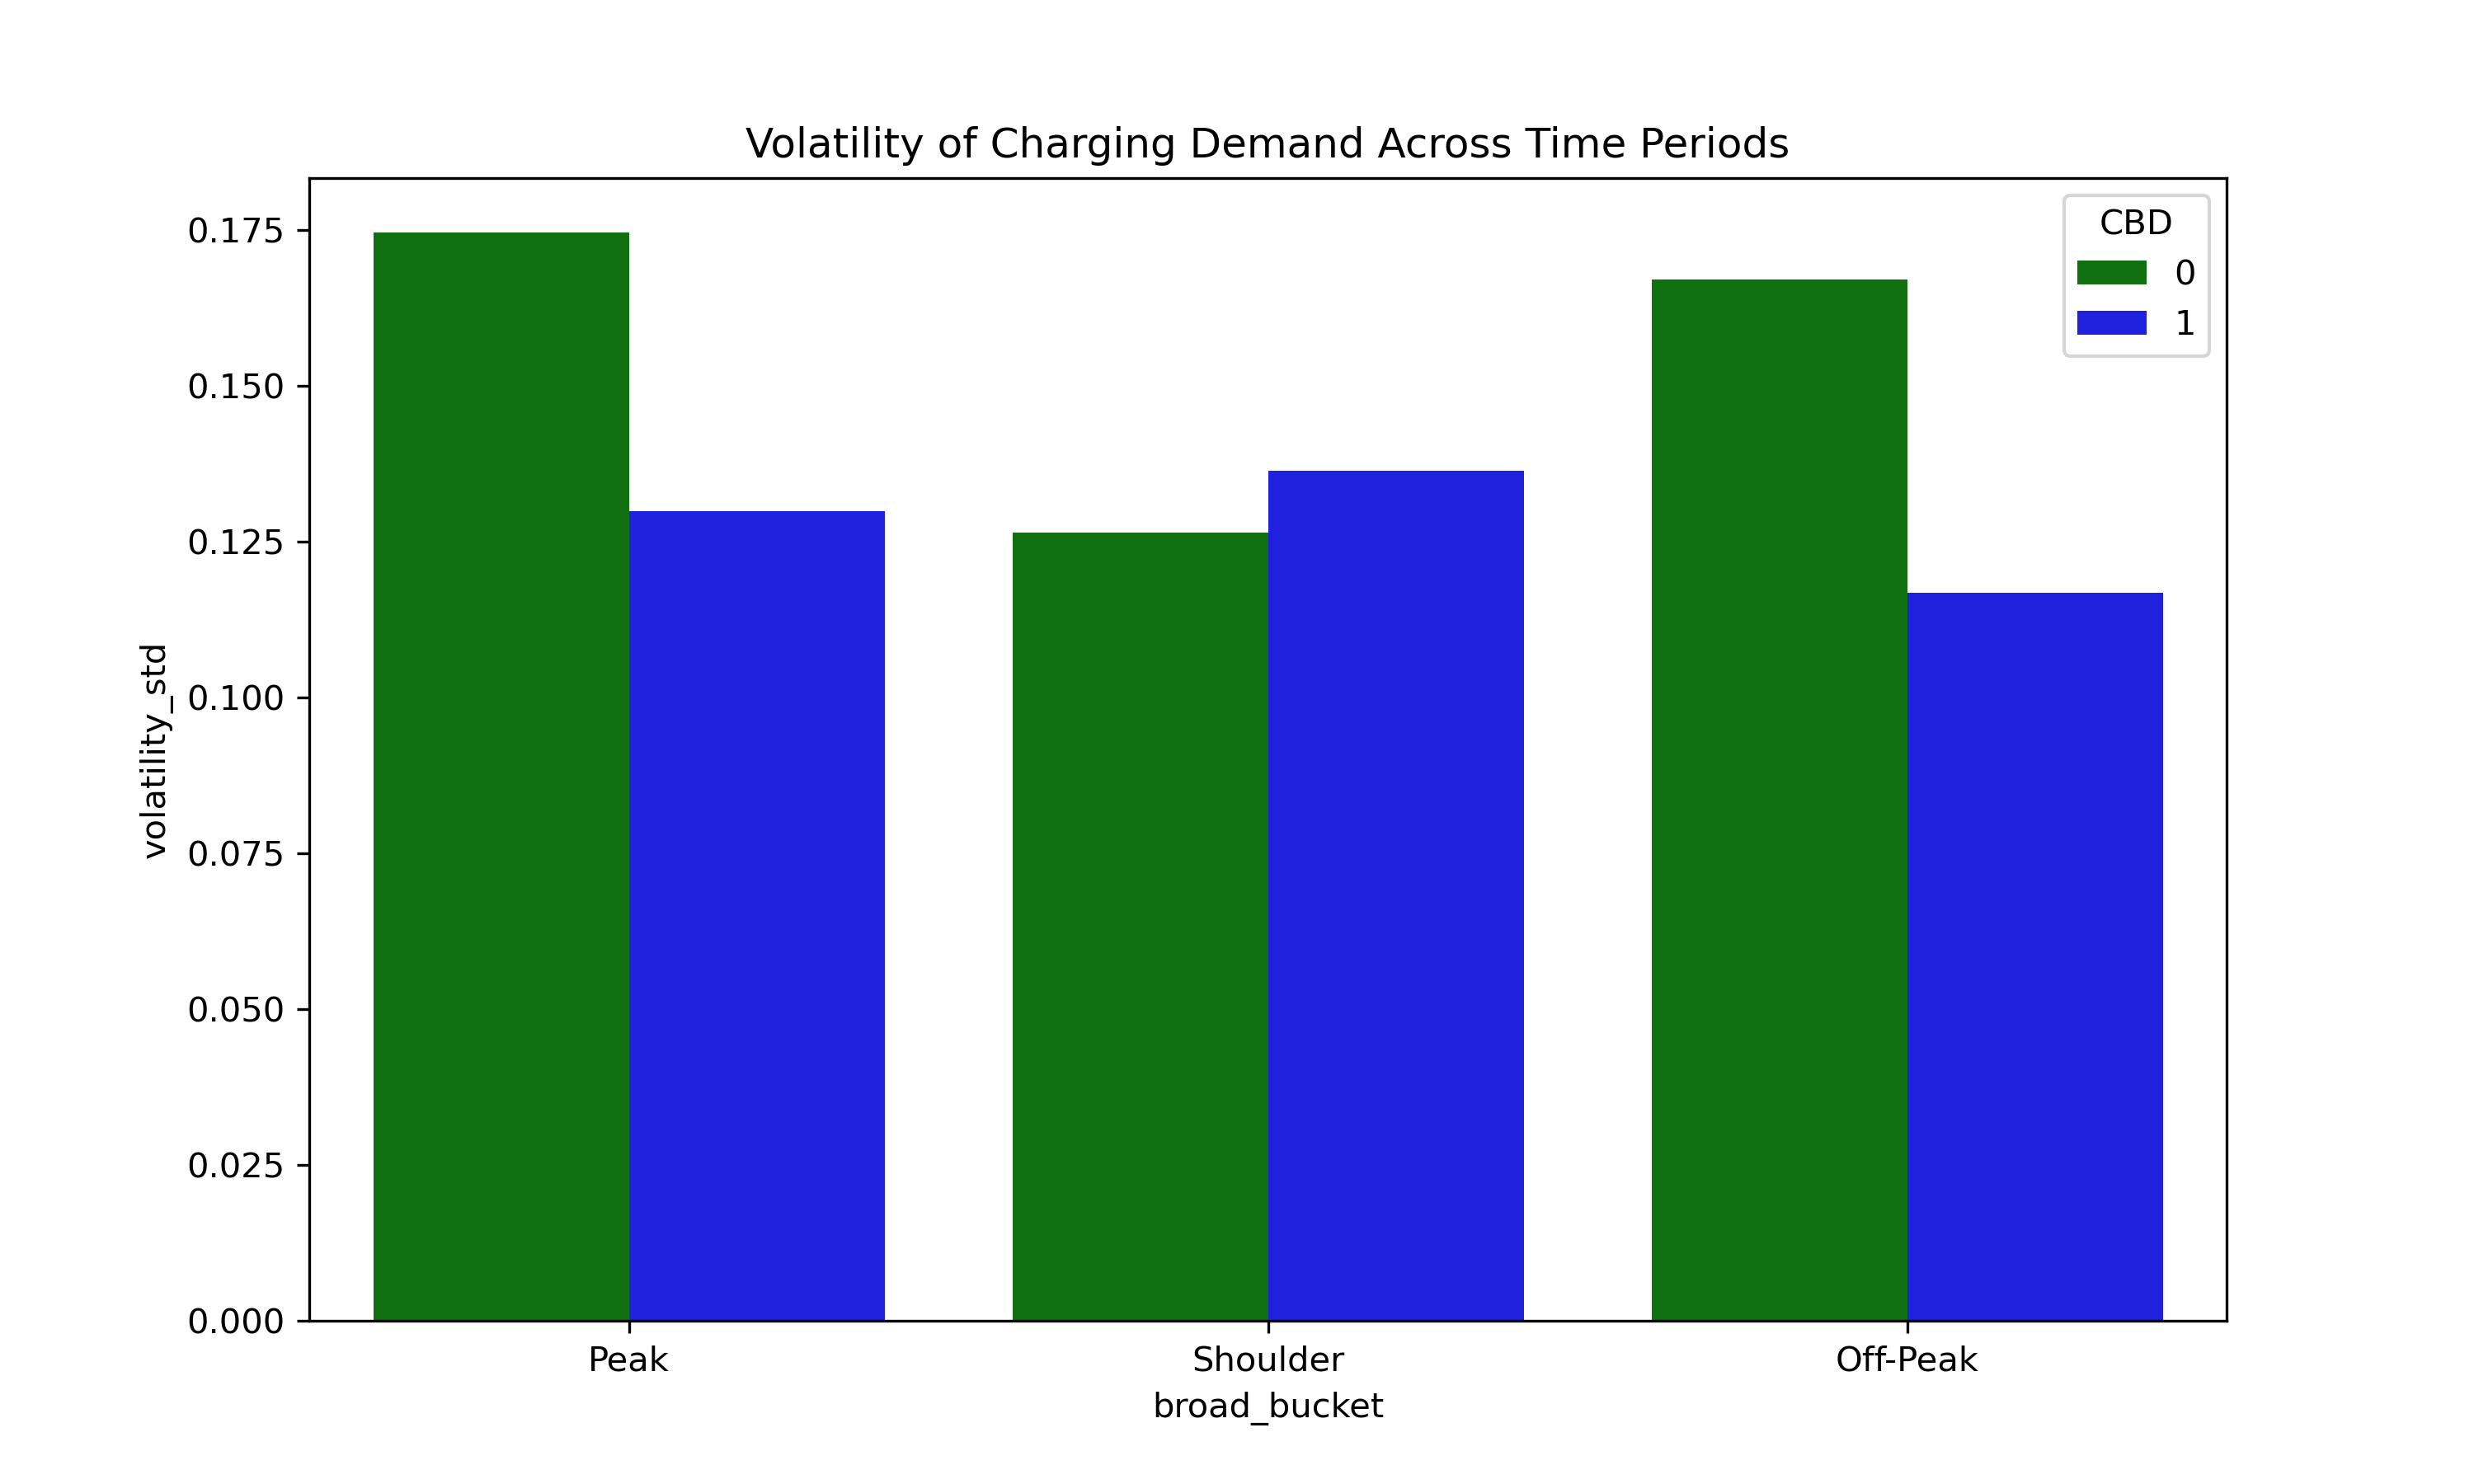 Volatility of Charging Demand Across Time Periods
CBD
0
1
0.175
0.150
0.125
0.100
0.075
0.050
0.025
0.000
volatility_std
Peak
Shoulder
Off-Peak
broad_bucket